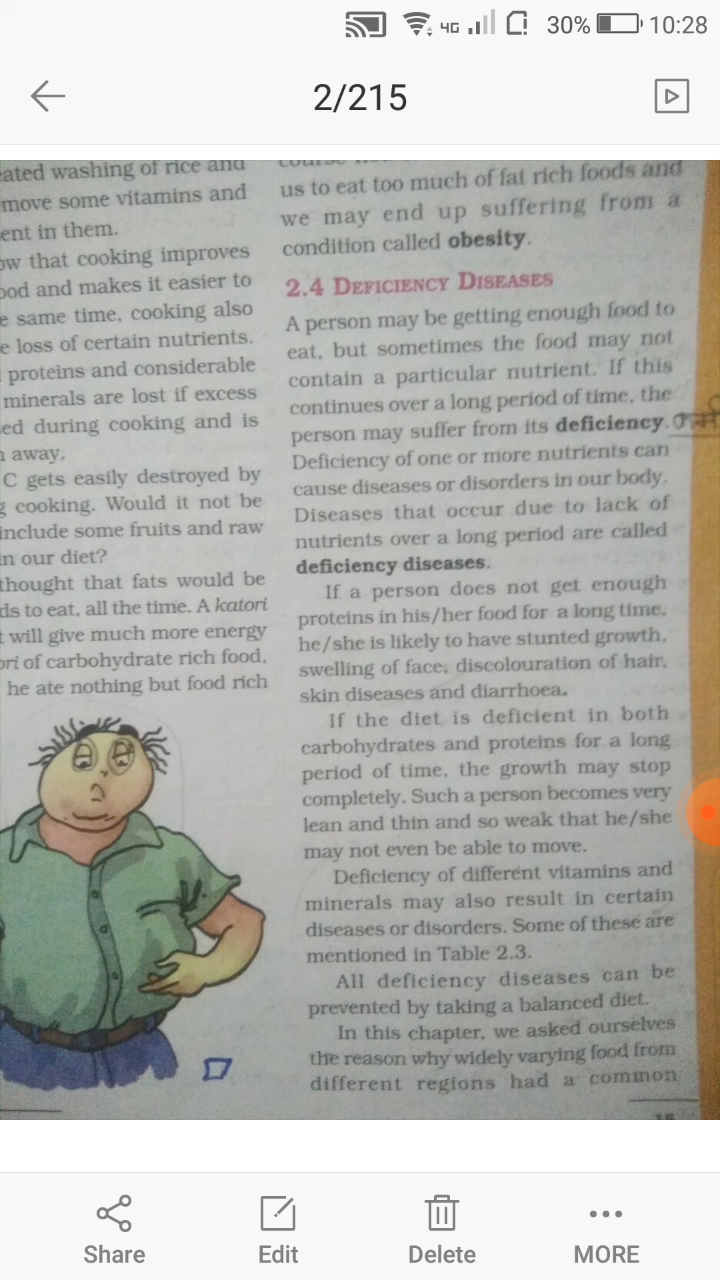 30% 10:28
4G
2/215
ated washing of rice and
move some vitamins and
ent in them.
ow that cooking improves
ood and makes it easier to
e same time, cooking also
e loss of certain nutrients.
proteins and considerable
minerals are lost if excess
ed during cooking and is
away.
C gets easily destroyed by
g cooking. Would it not be
include some fruits and raw
n our diet?
thought that fats would be
ds to eat, all the time. A katori
t will give much more energy
ori of carbohydrate rich food,
he ate nothing but food rich
us to eat too much of fat rich foods and
we may end up suffering from a
condition called obesity.
2.4 DEFICIENCY DISEASES
A person may be getting enough food to
eat, but sometimes the food may not
contain a particular nutrient. If this
continues over a long period of time, the
person may suffer from its deficiency.
Deficiency of one or more nutrients can
cause diseases or disorders in our body.
Diseases that occur due to lack of
nutrients over a long period are called
deficiency diseases.
If a person does not get enough
proteins in his/her food for a long time,
he/she is likely to have stunted growth,
swelling of face, discolouration of hair,
skin diseases and diarrhoea.
If the diet is deficient in both
carbohydrates and proteins for a long
period of time, the growth may stop
completely. Such a person becomes very
lean and thin and so weak that he/she
may not even be able to move.
Deficiency of different vitamins and
minerals may also result in certain
diseases or disorders. Some of these are
mentioned in Table 2.3.
All deficiency diseases can be
prevented by taking a balanced diet.
In this chapter, we asked ourselves
the reason why widely varying food from
different regions had a common
Share Edit Delete MORE